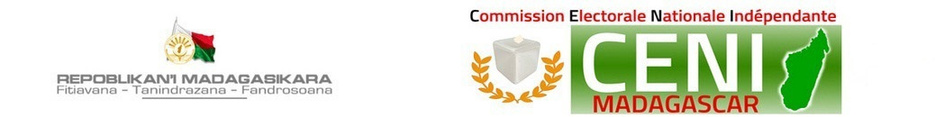 REPOBLIKAN'I MADAGASIKARA
Fitiavana - Tanindrazana - Fandrosoana
Commission Electorale Nationale Indépendante
CENI
MADAGASCAR